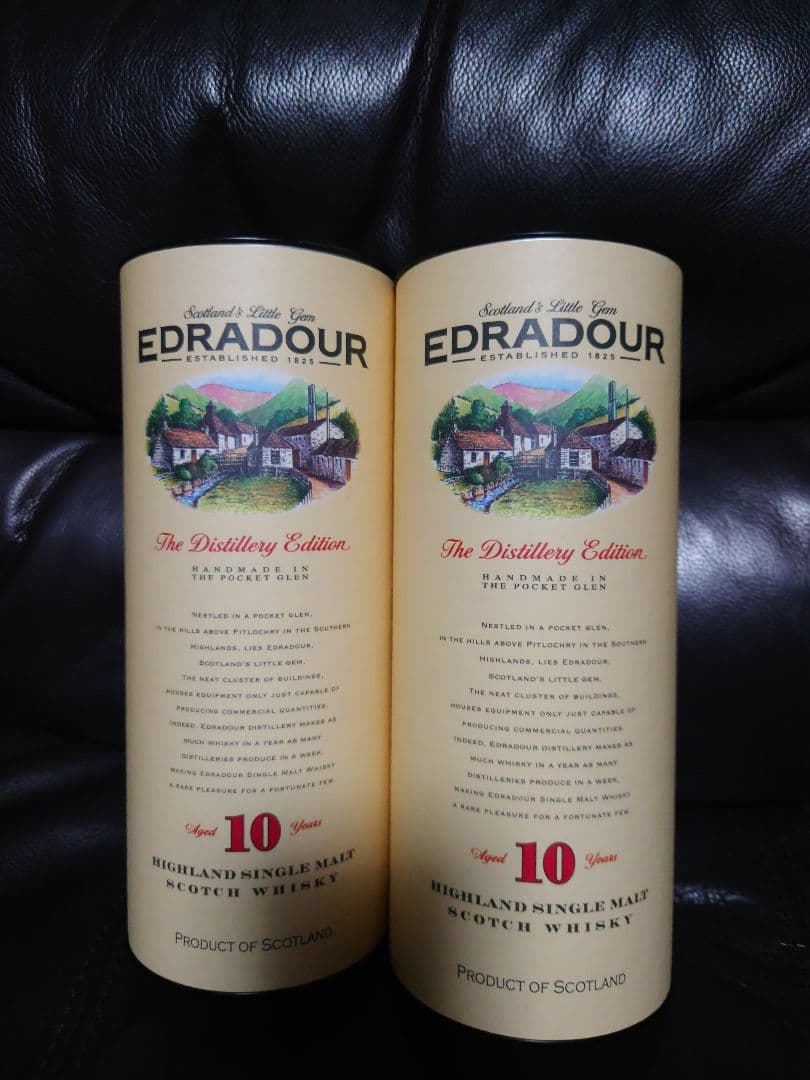 Scotland's Little Gem
EDRADOUR
ESTABLISHED 1825
The Distillery Edition
HANDMADE IN
THE POCKET GLEN
NESTLED IN A POCKET GLEN,
IN THE HILLS ABOVE PITLOCHRY IN THE SOUTHERN
HIGHLANDS, LIES EDRADOUR,
SCOTLAND'S LITTLE GEM.
THE NEAT CLUSTER OF BUILDINGS,
HOUSES EQUIPMENT ONLY JUST CAPABLE OF
PRODUCING COMMERCIAL QUANTITIES.
INDEED, EDRADOUR DISTILLERY MAKES AS
MUCH WHISKY IN A YEAR AS MANY
DISTILLERIES PRODUCE IN A WEEK,
MAKING EDRADOUR SINGLE MALT WHISKY
A RARE PLEASURE FOR A FORTUNATE FEW.
Aged 10 Years
HIGHLAND SINGLE MALT
SCOTCH WHISKY
PRODUCT OF SCOTLAND
Scotland's Little Gem
EDRADOUR
ESTABLISHED 1825
The Distillery Edition
HANDMADE IN
THE POCKET GLEN
NESTLED IN A POCKET GLEN,
IN THE HILLS ABOVE PITLOCHRY IN THE SOUTHERN
HIGHLANDS, LIES EDRADOUR,
SCOTLAND'S LITTLE GEM.
THE NEAT CLUSTER OF BUILDINGS,
HOUSES EQUIPMENT ONLY JUST CAPABLE OF
PRODUCING COMMERCIAL QUANTITIES.
INDEED, EDRADOUR DISTILLERY MAKES AS
MUCH WHISKY IN A YEAR AS MANY
DISTILLERIES PRODUCE IN A WEEK,
MAKING EDRADOUR SINGLE MALT WHISKY
A RARE PLEASURE FOR A FORTUNATE FEW.
Aged 10 Years
HIGHLAND SINGLE MALT
SCOTCH WHISKY
PRODUCT OF SCOTLAND